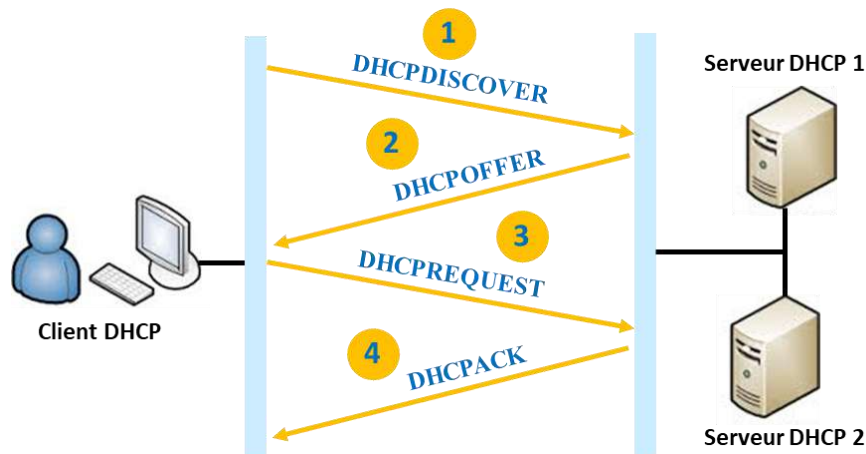 1
DHCPDISCOVER
Serveur DHCP 1
2
DHCPOFFER
3
DHCPREQUEST
Client DHCP
4
DHCPACK
Serveur DHCP 2